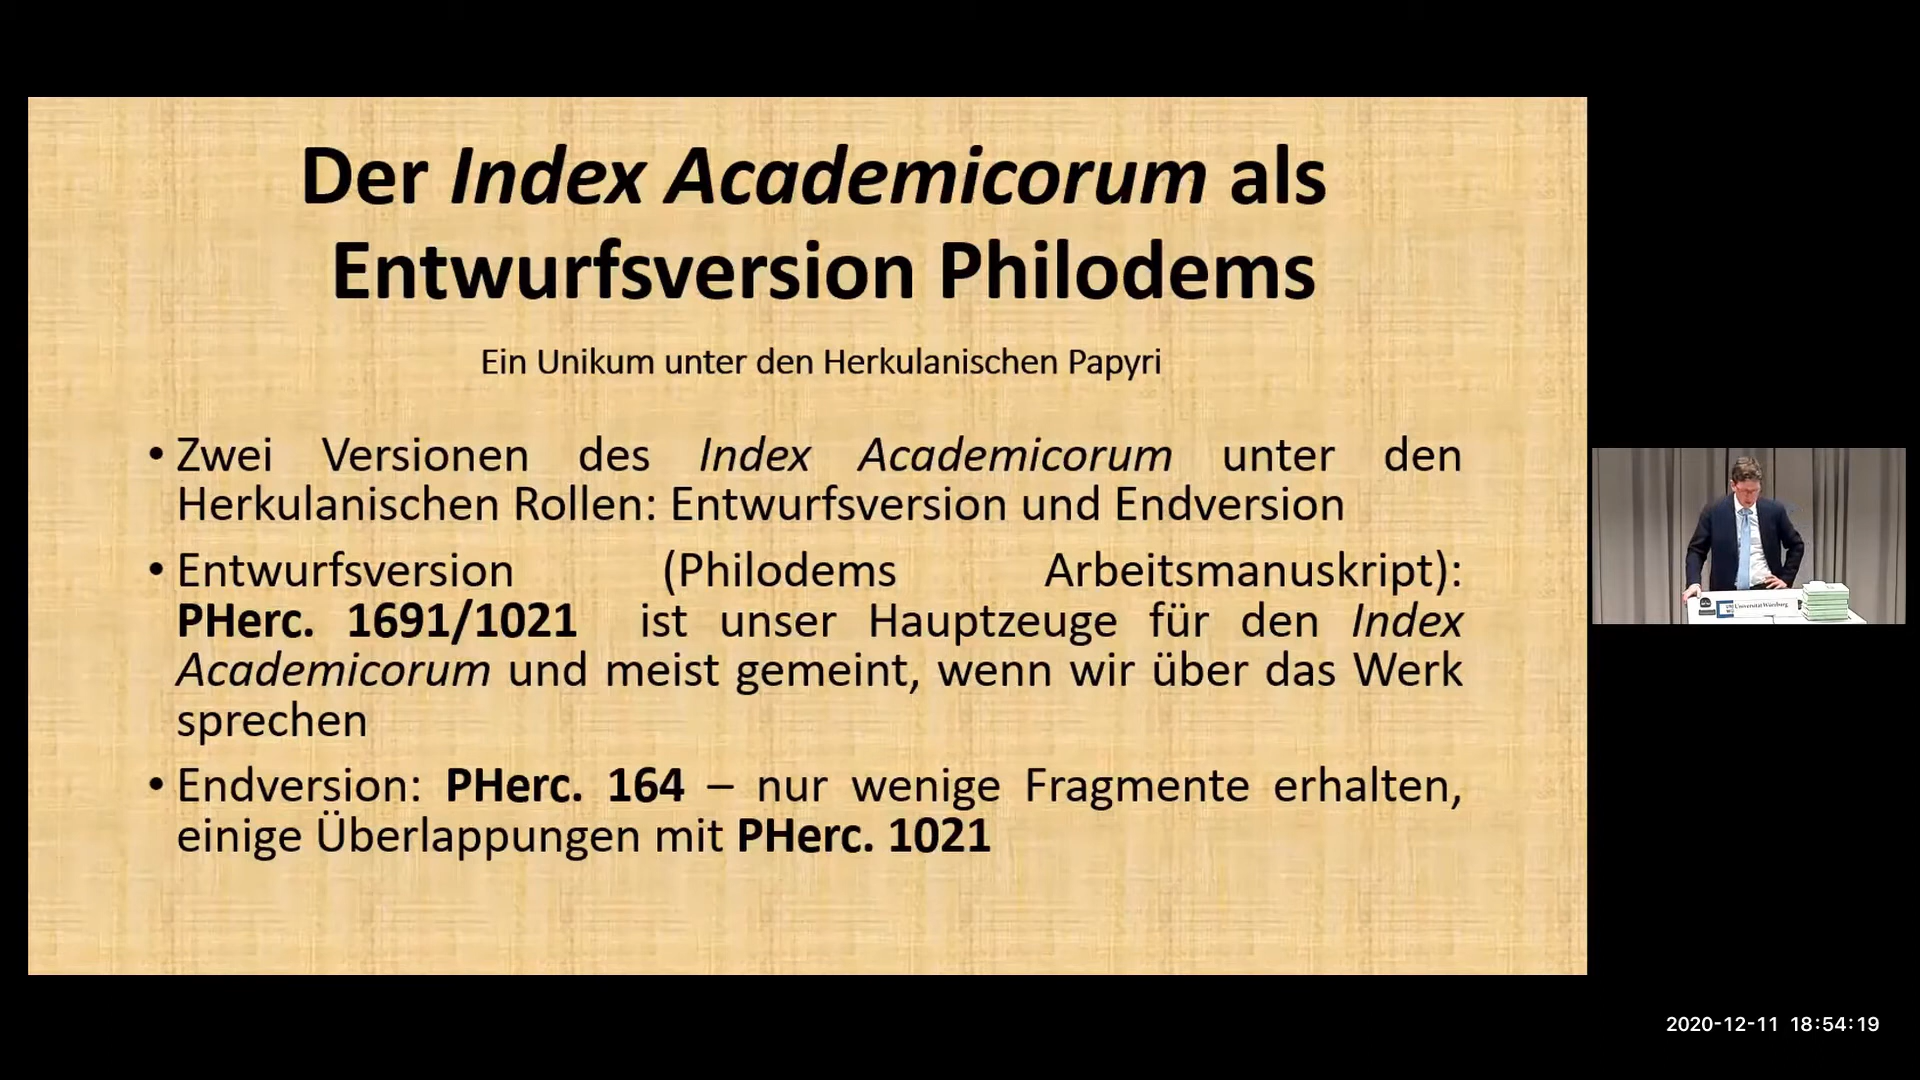 Der Index Academicorum als
Entwurfsversion Philodems
Ein Unikum unter den Herkulanischen Papyri
• Zwei Versionen des Index Academicorum unter den
Herkulanischen Rollen: Entwurfsversion und Endversion
• Entwurfsversion (Philodems Arbeitsmanuskript):
PHerc. 1691/1021 ist unser Hauptzeuge für den Index
Academicorum und meist gemeint, wenn wir über das Werk
sprechen
• Endversion: PHerc. 164 – nur wenige Fragmente erhalten,
einige Überlappungen mit PHerc. 1021
Universität Würzburg
2020-12-11 18:54:19